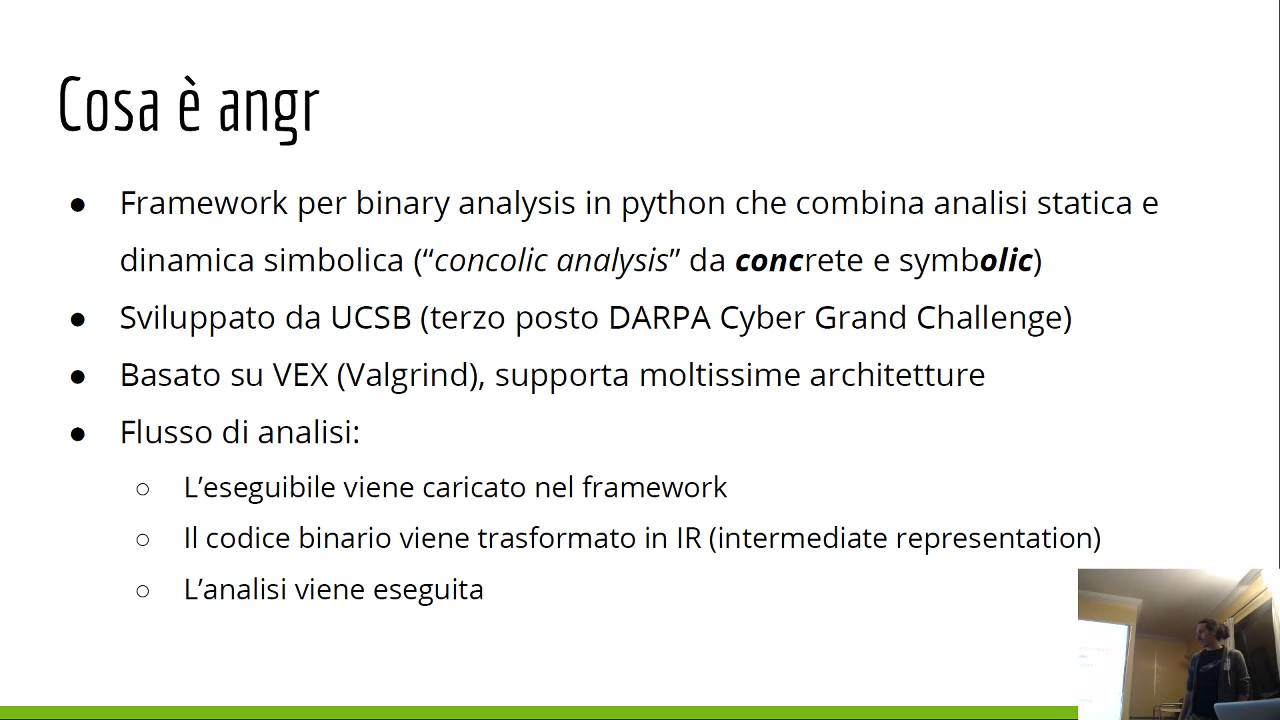 Cosa è angr
● Framework per binary analysis in python che combina analisi statica e
dinamica simbolica (“concolic analysis” da concrete e symbolic)
● Sviluppato da UCSB (terzo posto DARPA Cyber Grand Challenge)
● Basato su VEX (Valgrind), supporta moltissime architetture
● Flusso di analisi:
○ L’eseguibile viene caricato nel framework
○ Il codice binario viene trasformato in IR (intermediate representation)
○ L’analisi viene eseguita